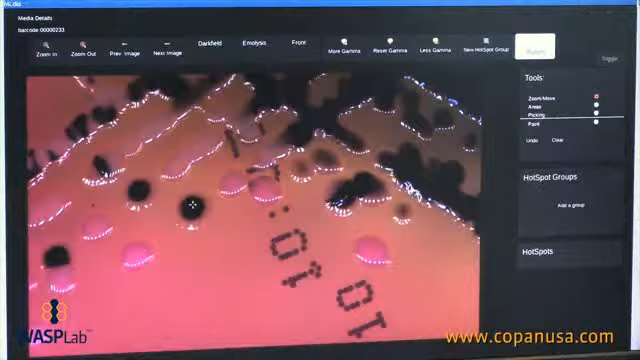 Media Details
barcode 00000233
Zoom In
Zoom Out
Prev. Image
Next Image
Darkfield
Emolysis
Front
More Gamma
Reset Gamma
Less Gamma
New HotSpot Group
Toggle
Tools:
Zoom/Move
Areas
Picking
Paint
Undo
Clear
HotSpot Groups
Add a group
HotSpots
WASPLab™
www.copanusa.com